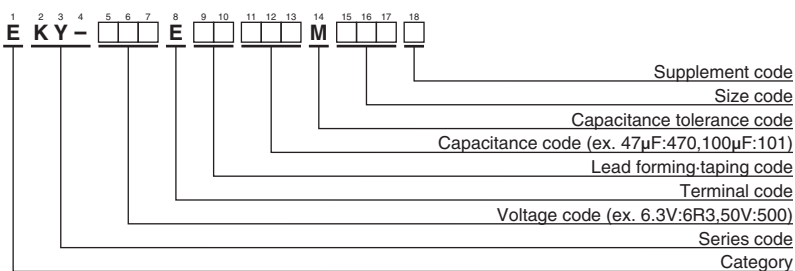 1 2 3 4 5 6 7 8 9 10 11 12 13 14 15 16 17 18
E K Y – E M
Supplement code
Size code
Capacitance tolerance code
Capacitance code (ex. 47μF:470,100μF:101)
Lead forming·taping code
Terminal code
Voltage code (ex. 6.3V:6R3,50V:500)
Series code
Category